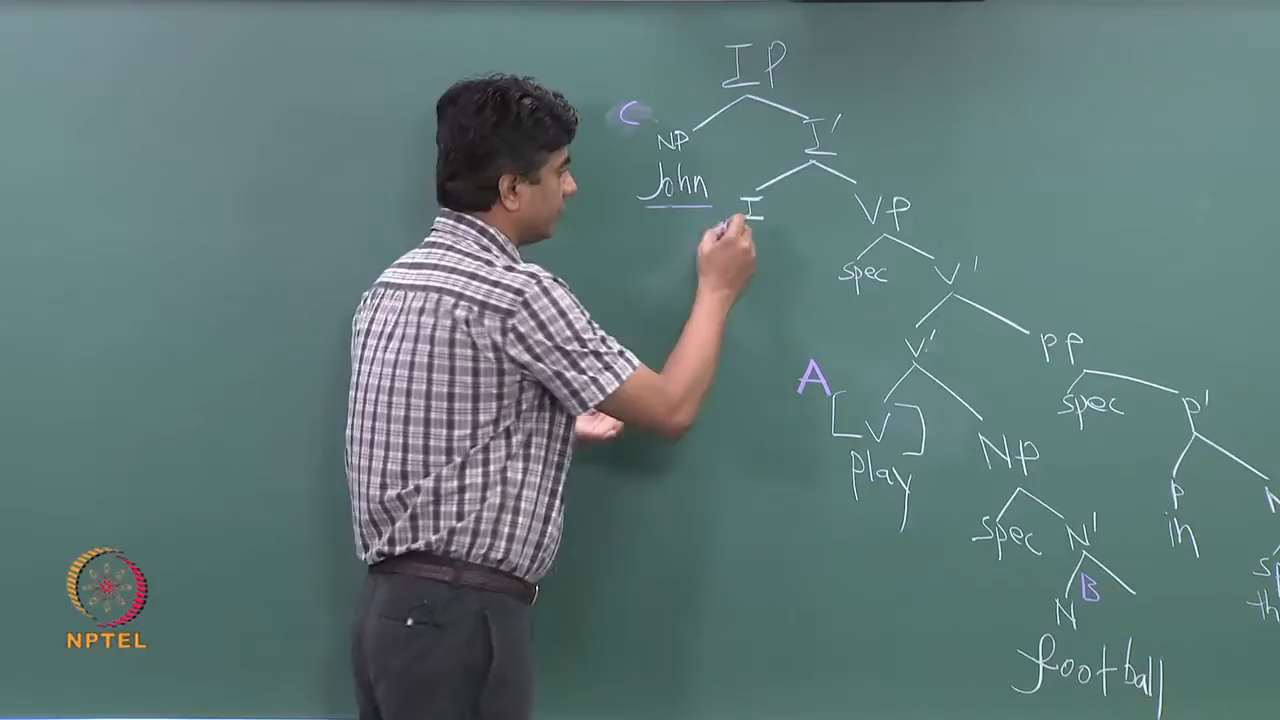 IP
C
NP
I'
John
I
VP
spec
V'
V'
PP
A
spec
P'
[V]
play
NP
P
in
spec
N'
B
N
football
NPTEL